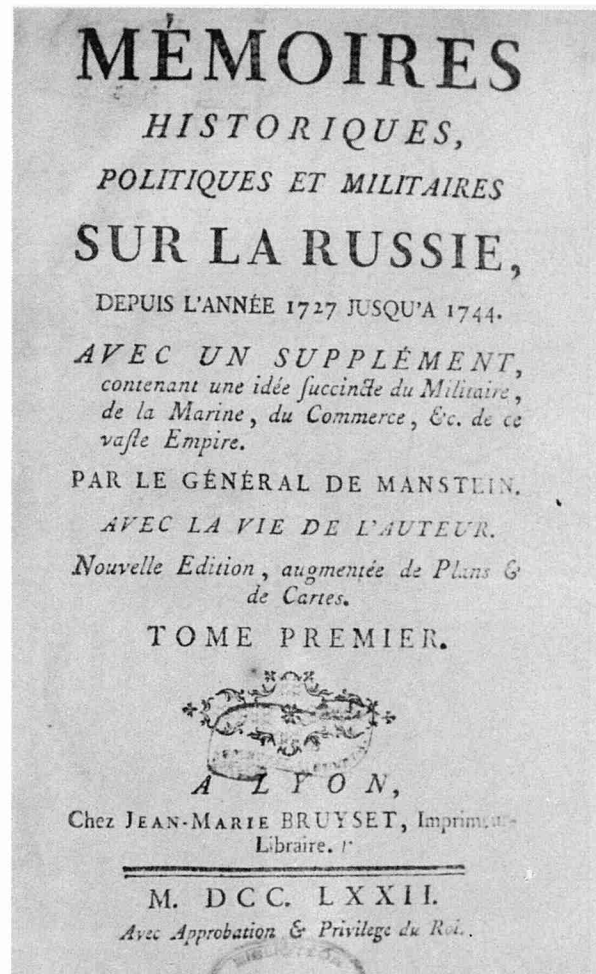 MÉMOIRES
HISTORIQUES,
POLITIQUES ET MILITAIRES
SUR LA RUSSIE,
DEPUIS L'ANNÉE 1727 JUSQU'A 1744.
AVEC UN SUPPLÉMENT,
contenant une idée ſuccincte du Militaire,
de la Marine, du Commerce, &c. de ce
vaſte Empire.
PAR LE GÉNÉRAL DE MANSTEIN.
AVEC LA VIE DE L'AUTEUR.
Nouvelle Edition, augmentée de Plans &
de Cartes.
TOME PREMIER.
A LYON,
Chez JEAN-MARIE BRUYSET, Imprimeur-
Libraire.
M. DCC. LXXII.
Avec Approbation & Privilege du Roi.